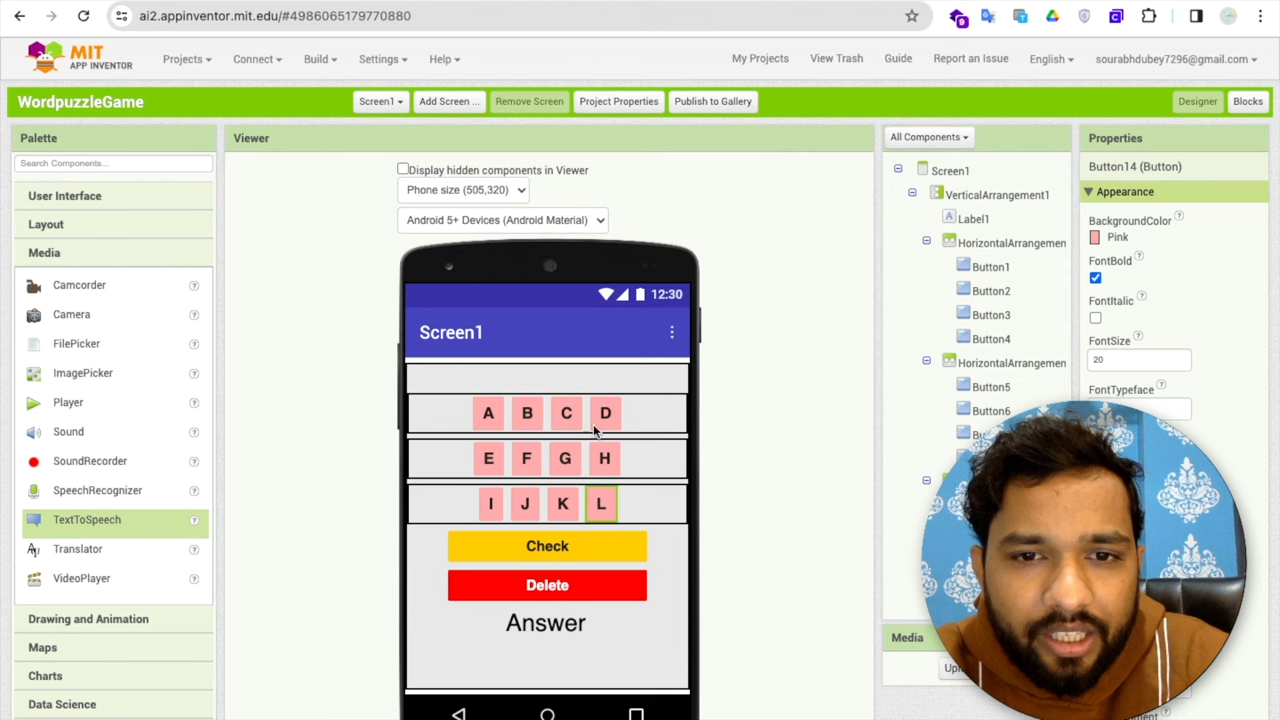 ai2.appinventor.mit.edu/#4986065179770880
9
MIT
APP INVENTOR
Projects
Connect
Build
Settings
Help
My Projects
View Trash
Guide
Report an Issue
English
sourabhdubey7296@gmail.com
WordpuzzleGame
Screen1
Add Screen ...
Remove Screen
Project Properties
Publish to Gallery
Designer
Blocks
Palette
Search Components...
User Interface
Layout
Media
Camcorder
Camera
FilePicker
ImagePicker
Player
Sound
SoundRecorder
SpeechRecognizer
TextToSpeech
Translator
VideoPlayer
Drawing and Animation
Maps
Charts
Data Science
Viewer
Display hidden components in Viewer
Phone size (505,320)
Android 5+ Devices (Android Material)
12:30
Screen1
A B C D
E F G H
I J K L
Check
Delete
Answer
All Components
Screen1
VerticalArrangement1
Label1
HorizontalArrangemen
Button1
Button2
Button3
Button4
HorizontalArrangemen
Button5
Button6
Media
Properties
Button14 (Button)
Appearance
BackgroundColor
Pink
FontBold
FontItalic
FontSize
20
FontTypeface